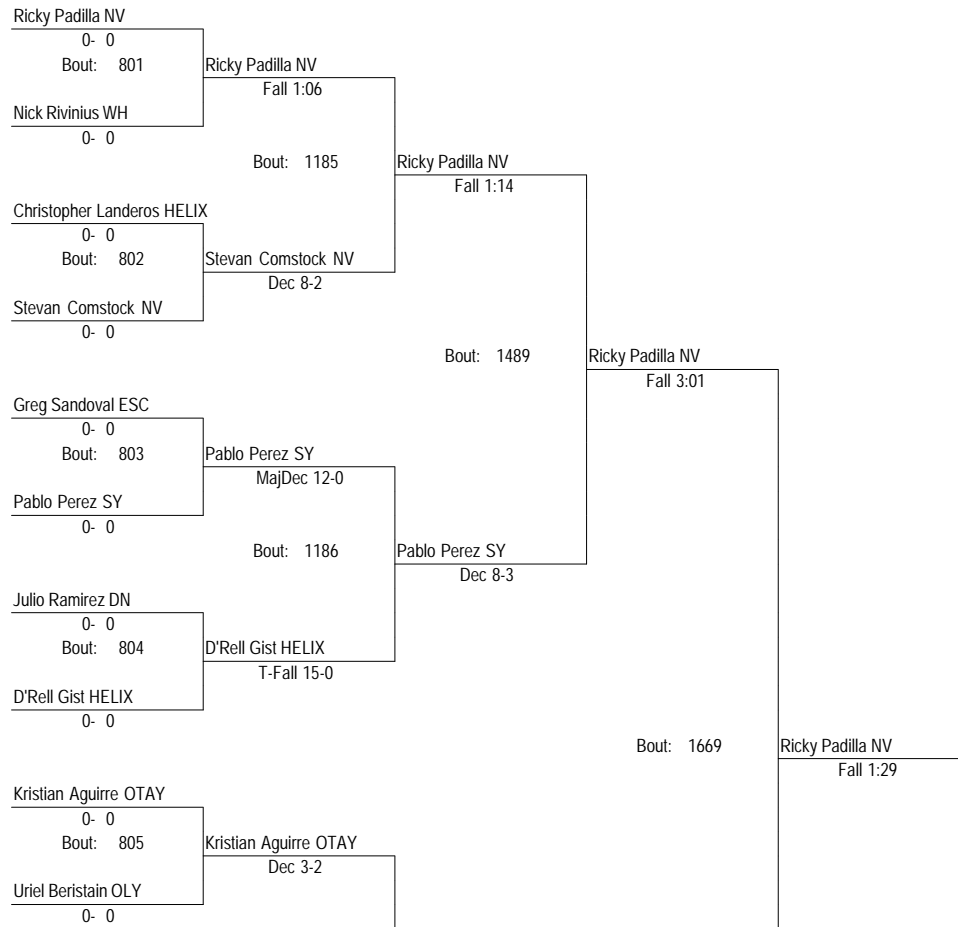 Ricky Padilla NV
0- 0
Bout: 801
Ricky Padilla NV
Fall 1:06
Nick Rivinius WH
0- 0
Bout: 1185
Ricky Padilla NV
Fall 1:14
Christopher Landeros HELIX
0- 0
Bout: 802
Stevan Comstock NV
Dec 8-2
Stevan Comstock NV
0- 0
Bout: 1489
Ricky Padilla NV
Fall 3:01
Greg Sandoval ESC
0- 0
Bout: 803
Pablo Perez SY
MajDec 12-0
Pablo Perez SY
0- 0
Bout: 1186
Pablo Perez SY
Dec 8-3
Julio Ramirez DN
0- 0
Bout: 804
D'Rell Gist HELIX
T-Fall 15-0
D'Rell Gist HELIX
0- 0
Bout: 1669
Ricky Padilla NV
Fall 1:29
Kristian Aguirre OTAY
0- 0
Bout: 805
Kristian Aguirre OTAY
Dec 3-2
Uriel Beristain OLY
0- 0